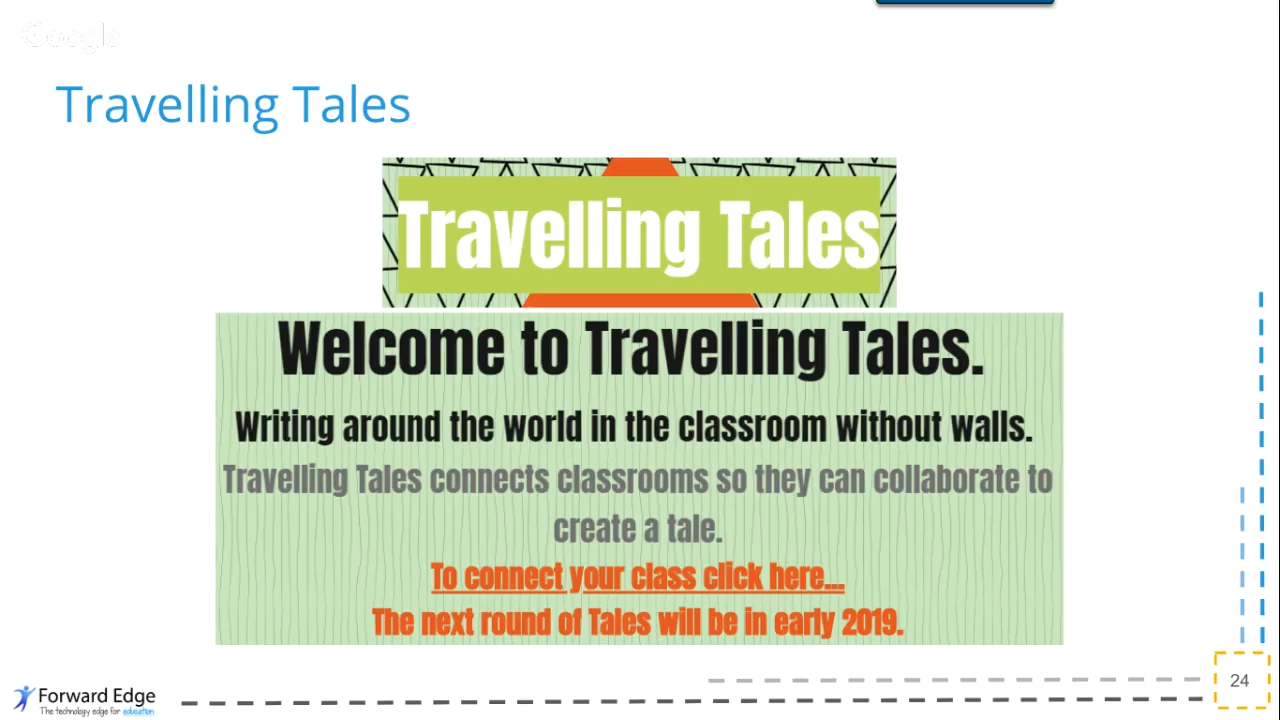 Google
Travelling Tales
Travelling Tales
Welcome to Travelling Tales.
Writing around the world in the classroom without walls.
Travelling Tales connects classrooms so they can collaborate to
create a tale.
To connect your class click here...
The next round of Tales will be in early 2019.
Forward Edge
The technology edge for education
24